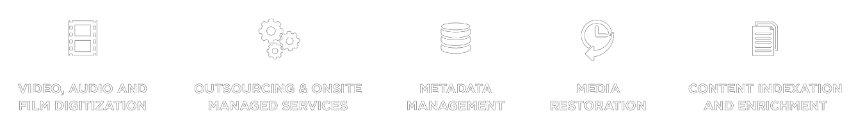 VIDEO, AUDIO AND
FILM DIGITIZATION
OUTSOURCING & ONSITE
MANAGED SERVICES
METADATA
MANAGEMENT
MEDIA
RESTORATION
CONTENT INDEXATION
AND ENRICHMENT